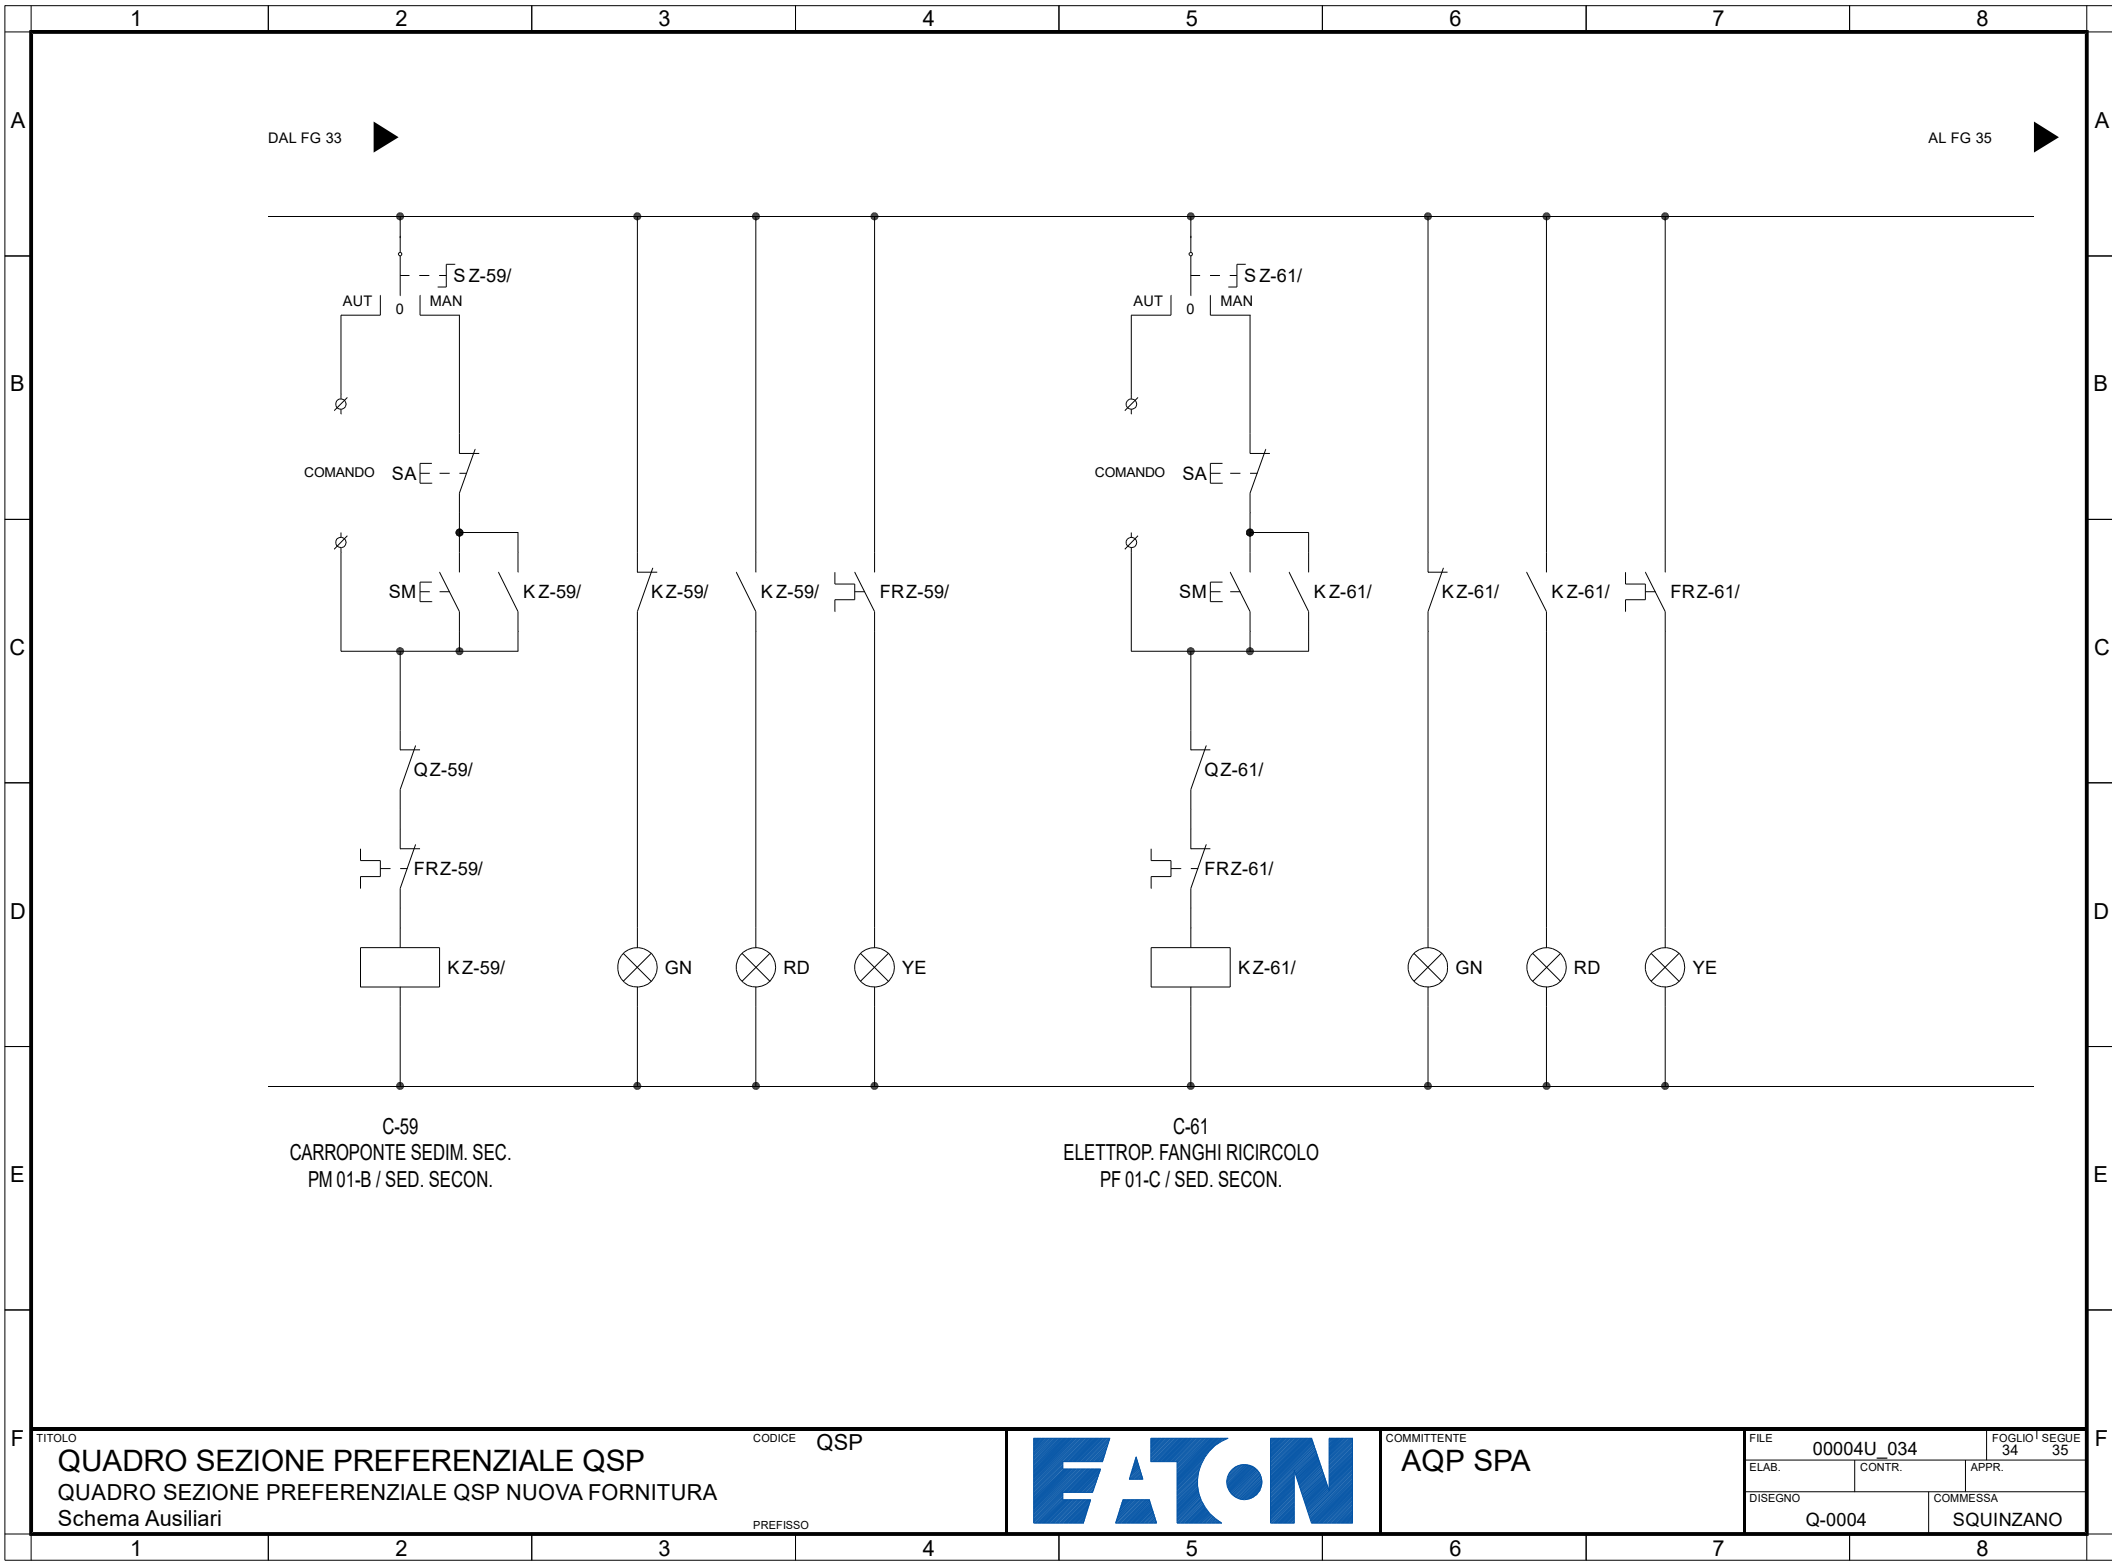 1 2 3 4 5 6 7 8
A A
DAL FG 33 AL FG 35
SZ-59/ SZ-61/
AUT 0 MAN AUT 0 MAN
B B
COMANDO SA COMANDO SA
SM KZ-59/ KZ-59/ KZ-59/ FRZ-59/ SM KZ-61/ KZ-61/ KZ-61/ FRZ-61/
C C
QZ-59/ QZ-61/
FRZ-59/ FRZ-61/
D D
KZ-59/ GN RD YE KZ-61/ GN RD YE
C-59
CARROPONTE SEDIM. SEC.
PM 01-B / SED. SECON.
C-61
ELETTROP. FANGHI RICIRCOLO
PF 01-C / SED. SECON.
E E
F F
TITOLO
QUADRO SEZIONE PREFERENZIALE QSP
QUADRO SEZIONE PREFERENZIALE QSP NUOVA FORNITURA
Schema Ausiliari
CODICE QSP
PREFISSO
EATON
COMMITTENTE
AQP SPA
FILE
00004U_034
FOGLIO SEGUE
34 35
ELAB. CONTR. APPR.
DISEGNO
Q-0004
COMMESSA
SQUINZANO
1 2 3 4 5 6 7 8